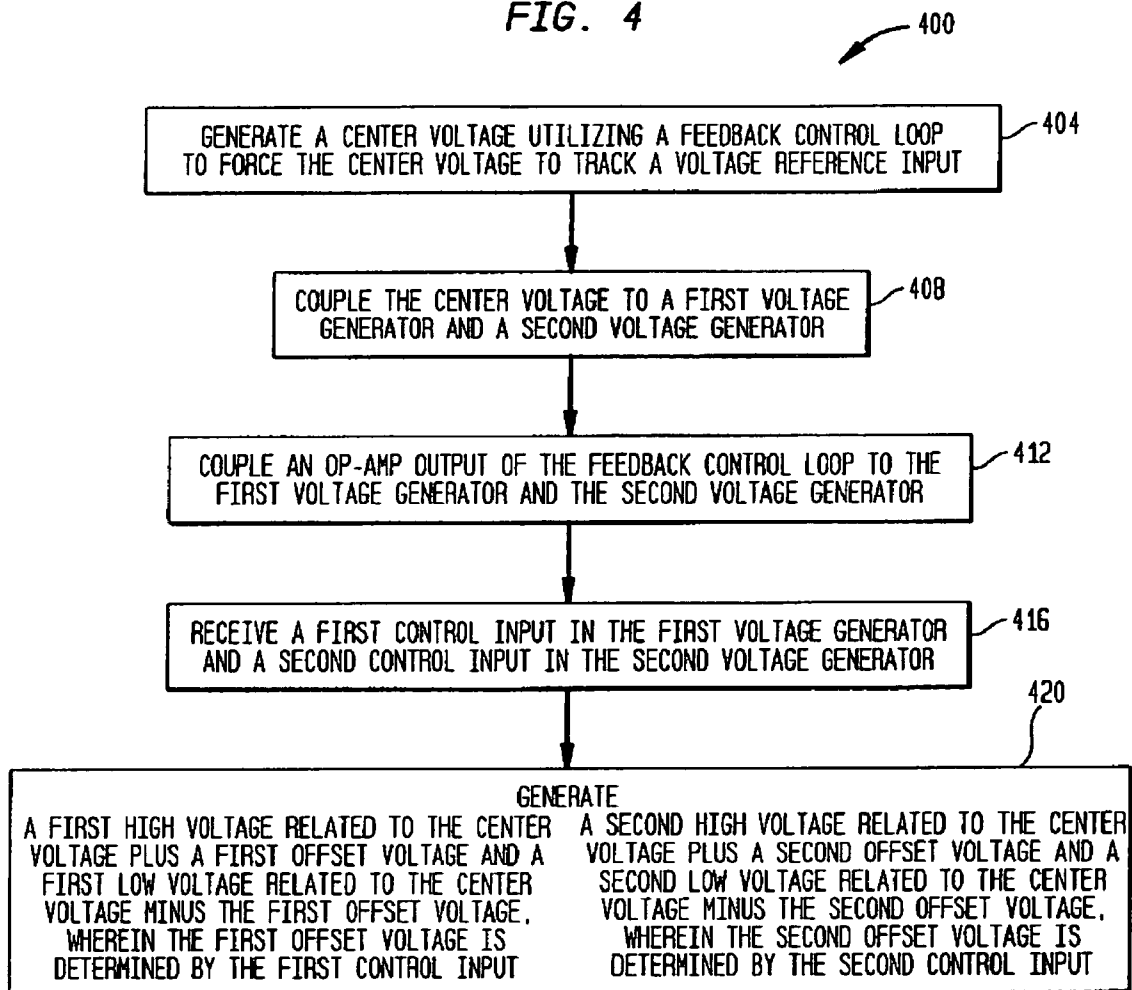 FIG. 4
400
GENERATE A CENTER VOLTAGE UTILIZING A FEEDBACK CONTROL LOOP
TO FORCE THE CENTER VOLTAGE TO TRACK A VOLTAGE REFERENCE INPUT
404
COUPLE THE CENTER VOLTAGE TO A FIRST VOLTAGE
GENERATOR AND A SECOND VOLTAGE GENERATOR
408
COUPLE AN OP-AMP OUTPUT OF THE FEEDBACK CONTROL LOOP TO THE
FIRST VOLTAGE GENERATOR AND THE SECOND VOLTAGE GENERATOR
412
RECEIVE A FIRST CONTROL INPUT IN THE FIRST VOLTAGE GENERATOR
AND A SECOND CONTROL INPUT IN THE SECOND VOLTAGE GENERATOR
416
420
GENERATE
A FIRST HIGH VOLTAGE RELATED TO THE CENTER
VOLTAGE PLUS A FIRST OFFSET VOLTAGE AND A
FIRST LOW VOLTAGE RELATED TO THE CENTER
VOLTAGE MINUS THE FIRST OFFSET VOLTAGE,
WHEREIN THE FIRST OFFSET VOLTAGE IS
DETERMINED BY THE FIRST CONTROL INPUT
A SECOND HIGH VOLTAGE RELATED TO THE CENTER
VOLTAGE PLUS A SECOND OFFSET VOLTAGE AND A
SECOND LOW VOLTAGE RELATED TO THE CENTER
VOLTAGE MINUS THE SECOND OFFSET VOLTAGE,
WHEREIN THE SECOND OFFSET VOLTAGE IS
DETERMINED BY THE SECOND CONTROL INPUT